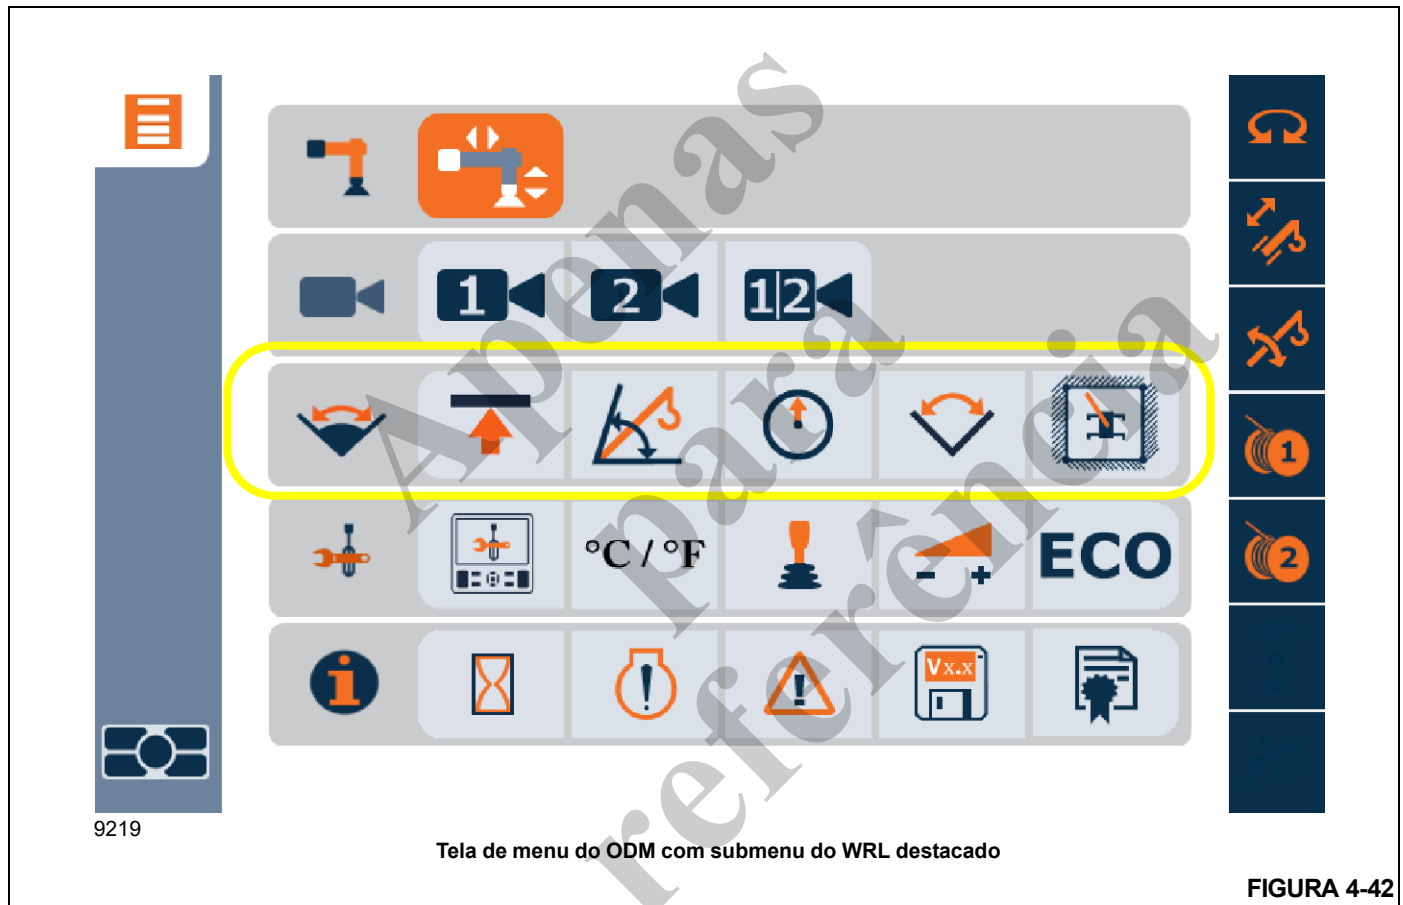 1
2
1|2
°C / °F
- +
ECO
i
!
!
Vx.x
1
2
9219
Tela de menu do ODM com submenu do WRL destacado
FIGURA 4-42
Apenas
para
referência